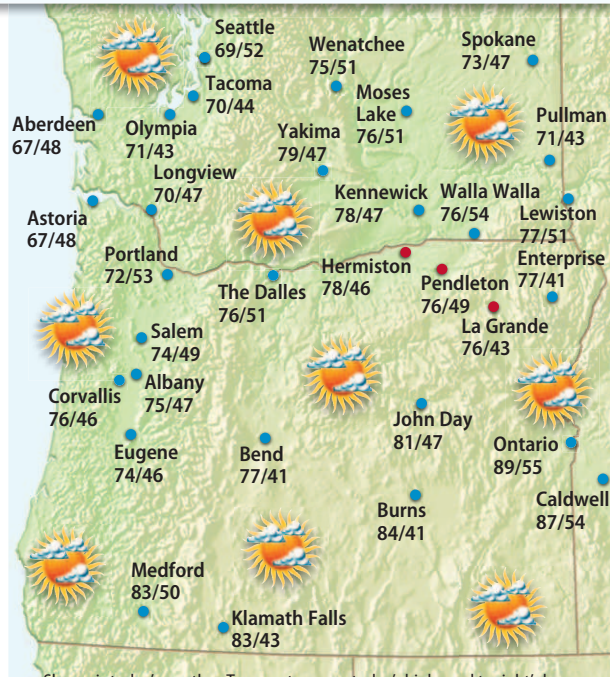 Seattle
69/52
Wenatchee
75/51
Spokane
73/47
Tacoma
70/44
Moses
Lake
76/51
Aberdeen
67/48
Olympia
71/43
Yakima
79/47
Pullman
71/43
Longview
70/47
Kennewick
78/47
Walla Walla
76/54
Lewiston
77/51
Astoria
67/48
Portland
72/53
The Dalles
76/51
Hermiston
78/46
Pendleton
76/49
Enterprise
77/41
La Grande
76/43
Salem
74/49
Corvallis
76/46
Albany
75/47
John Day
81/47
Ontario
89/55
Eugene
74/46
Bend
77/41
Burns
84/41
Caldwell
87/54
Medford
83/50
Klamath Falls
83/43